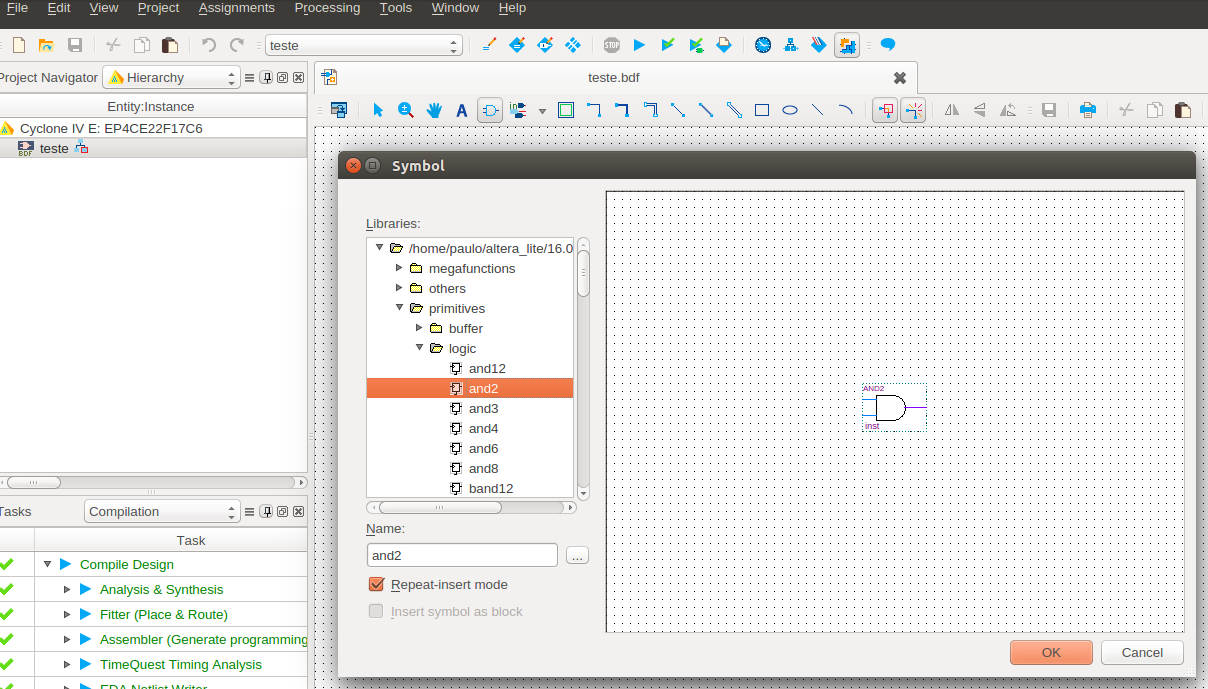 File Edit View Project Assignments Processing Tools Window Help
STOP
teste
Project Navigator Hierarchy
teste.bdf
Entity:Instance
A
Cyclone IV E: EP4CE22F17C6
BDF teste
Symbol
Libraries:
/home/paulo/altera_lite/16.0
megafunctions
others
primitives
buffer
logic
and12
and2
and3
and4
and6
and8
band12
AND2
inst
Name:
and2
...
Repeat-insert mode
Insert symbol as block
OK Cancel
Tasks Compilation
Task
Compile Design
Analysis & Synthesis
Fitter (Place & Route)
Assembler (Generate programming
TimeQuest Timing Analysis
EDA Netlist Writer